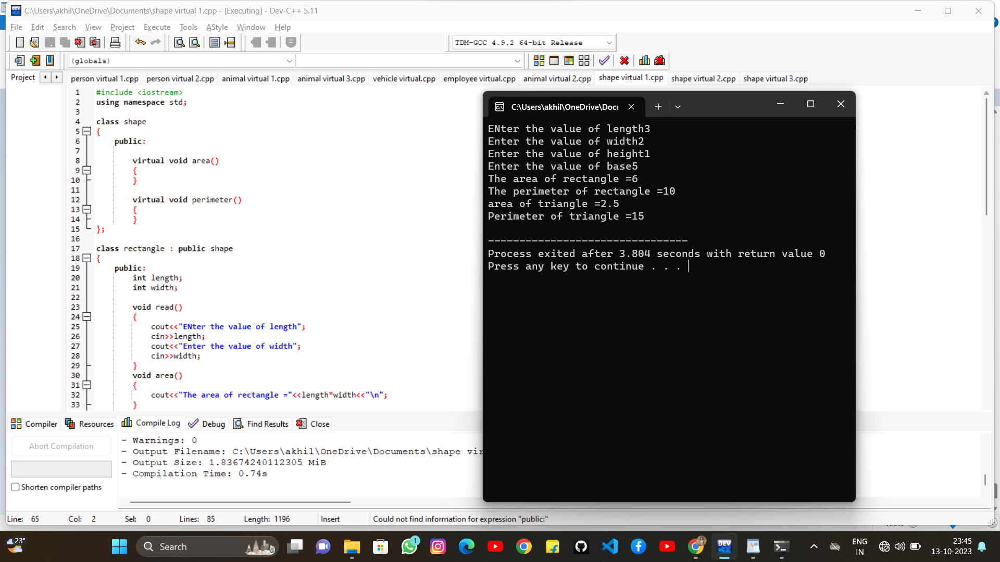 C:\Users\akhil\OneDrive\Documents\shape virtual 1.cpp - [Executing] - Dev-C++ 5.11
File Edit Search View Project Execute Tools AStyle Window Help
TDM-GCC 4.9.2 64-bit Release
(globals)
Project
person virtual 1.cpp person virtual 2.cpp animal virtual 1.cpp animal virtual 3.cpp vehicle virtual.cpp employee virtual.cpp animal virtual 2.cpp shape virtual 1.cpp shape virtual 2.cpp shape virtual 3.cpp
1 #include <iostream>
2 using namespace std;
3
4 class shape
5 {
6 public:
7
8 virtual void area()
9 {
10 }
11
12 virtual void perimeter()
13 {
14 }
15 };
16
17 class rectangle : public shape
18 {
19 public:
20 int length;
21 int width;
22
23 void read()
24 {
25 cout<<"ENter the value of length";
26 cin>>length;
27 cout<<"Enter the value of width";
28 cin>>width;
29 }
30 void area()
31 {
32 cout<<"The area of rectangle ="<<length*width<<"\n";
33 }
C:\Users\akhil\OneDrive\Docu
ENter the value of length3
Enter the value of width2
Enter the value of height1
Enter the value of base5
The area of rectangle =6
The perimeter of rectangle =10
area of triangle =2.5
Perimeter of triangle =15
--------------------------------
Process exited after 3.804 seconds with return value 0
Press any key to continue . . .
Compiler Resources Compile Log Debug Find Results Close
Abort Compilation
Shorten compiler paths
- Warnings: 0
- Output Filename: C:\Users\akhil\OneDrive\Documents\shape vir
- Output Size: 1.83674240112305 MiB
- Compilation Time: 0.74s
Line: 65 Col: 2 Sel: 0 Lines: 85 Length: 1196 Insert Could not find information for expression "public:"
23°
Search
1
DEV C++
ENG
IN
23:45
13-10-2023